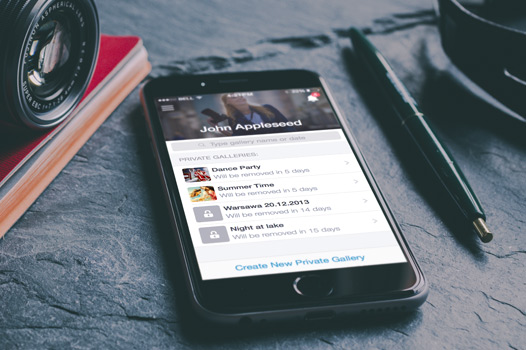 BELL
John Appleseed
Type gallery name or date
PRIVATE GALLERIES:
Dance Party
Will be removed in 5 days
Summer Time
Will be removed in 5 days
Warsawa 20.12.2013
Will be removed in 14 days
Night at lake
Will be removed in 15 days
Create New Private Gallery